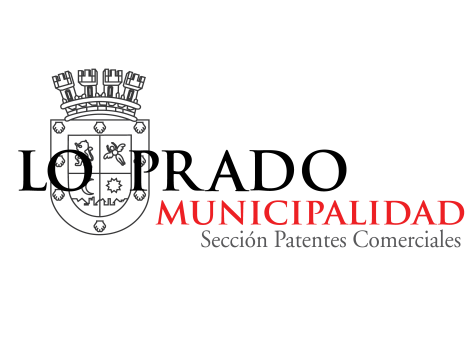 LO PRADO
MUNICIPALIDAD
Sección Patentes Comerciales